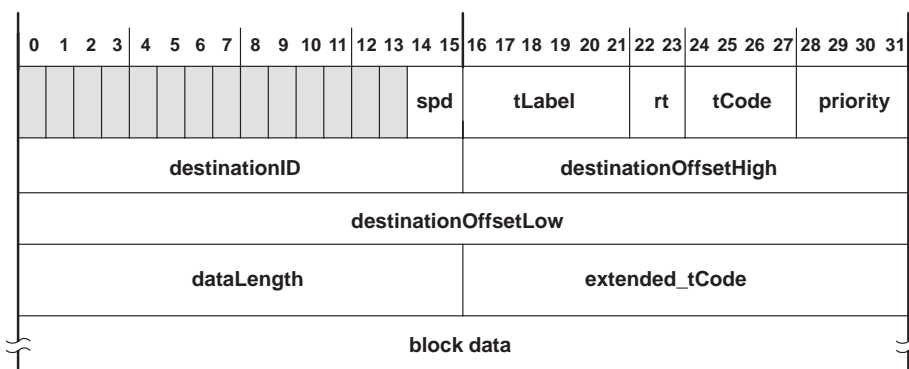 0 1 2 3 4 5 6 7 8 9 10 11 12 13 14 15 16 17 18 19 20 21 22 23 24 25 26 27 28 29 30 31
spd tLabel rt tCode priority
destinationID destinationOffsetHigh
destinationOffsetLow
dataLength extended_tCode
block data